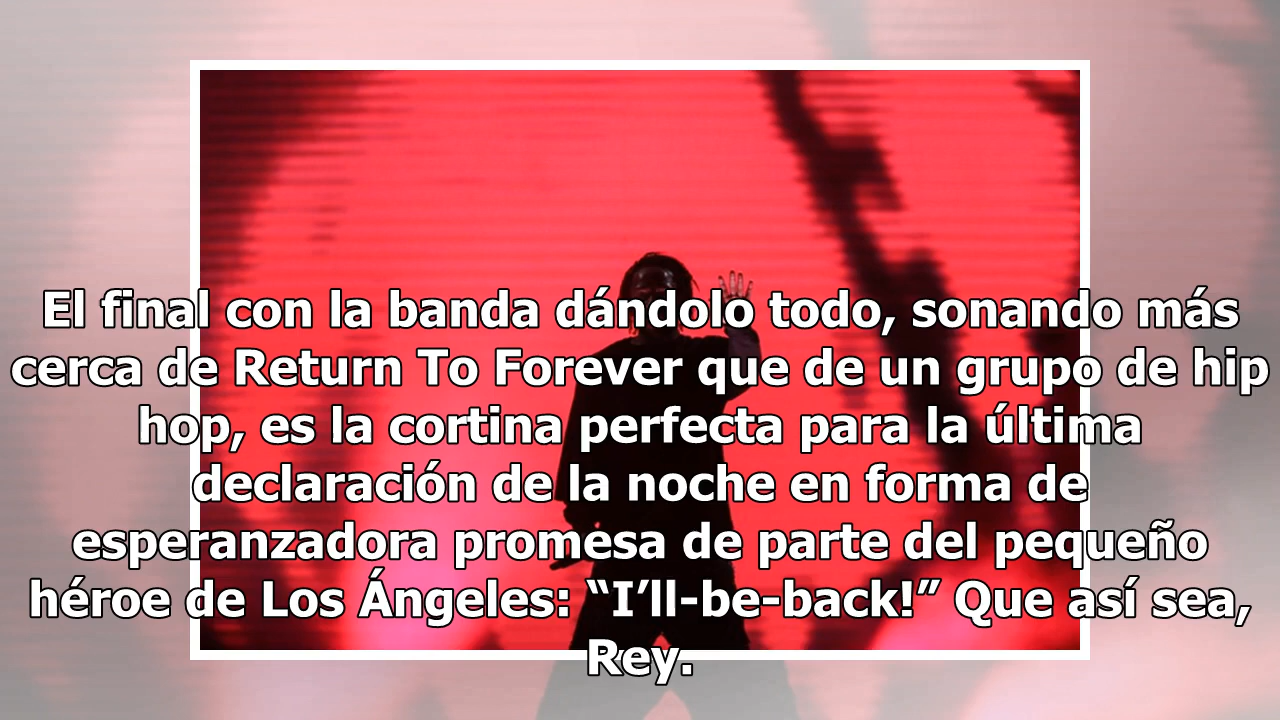 El final con la banda dándolo todo, sonando más
cerca de Return To Forever que de un grupo de hip
hop, es la cortina perfecta para la última
declaración de la noche en forma de
esperanzadora promesa de parte del pequeño
héroe de Los Ángeles: “I’ll-be-back!” Que así sea,
Rey.